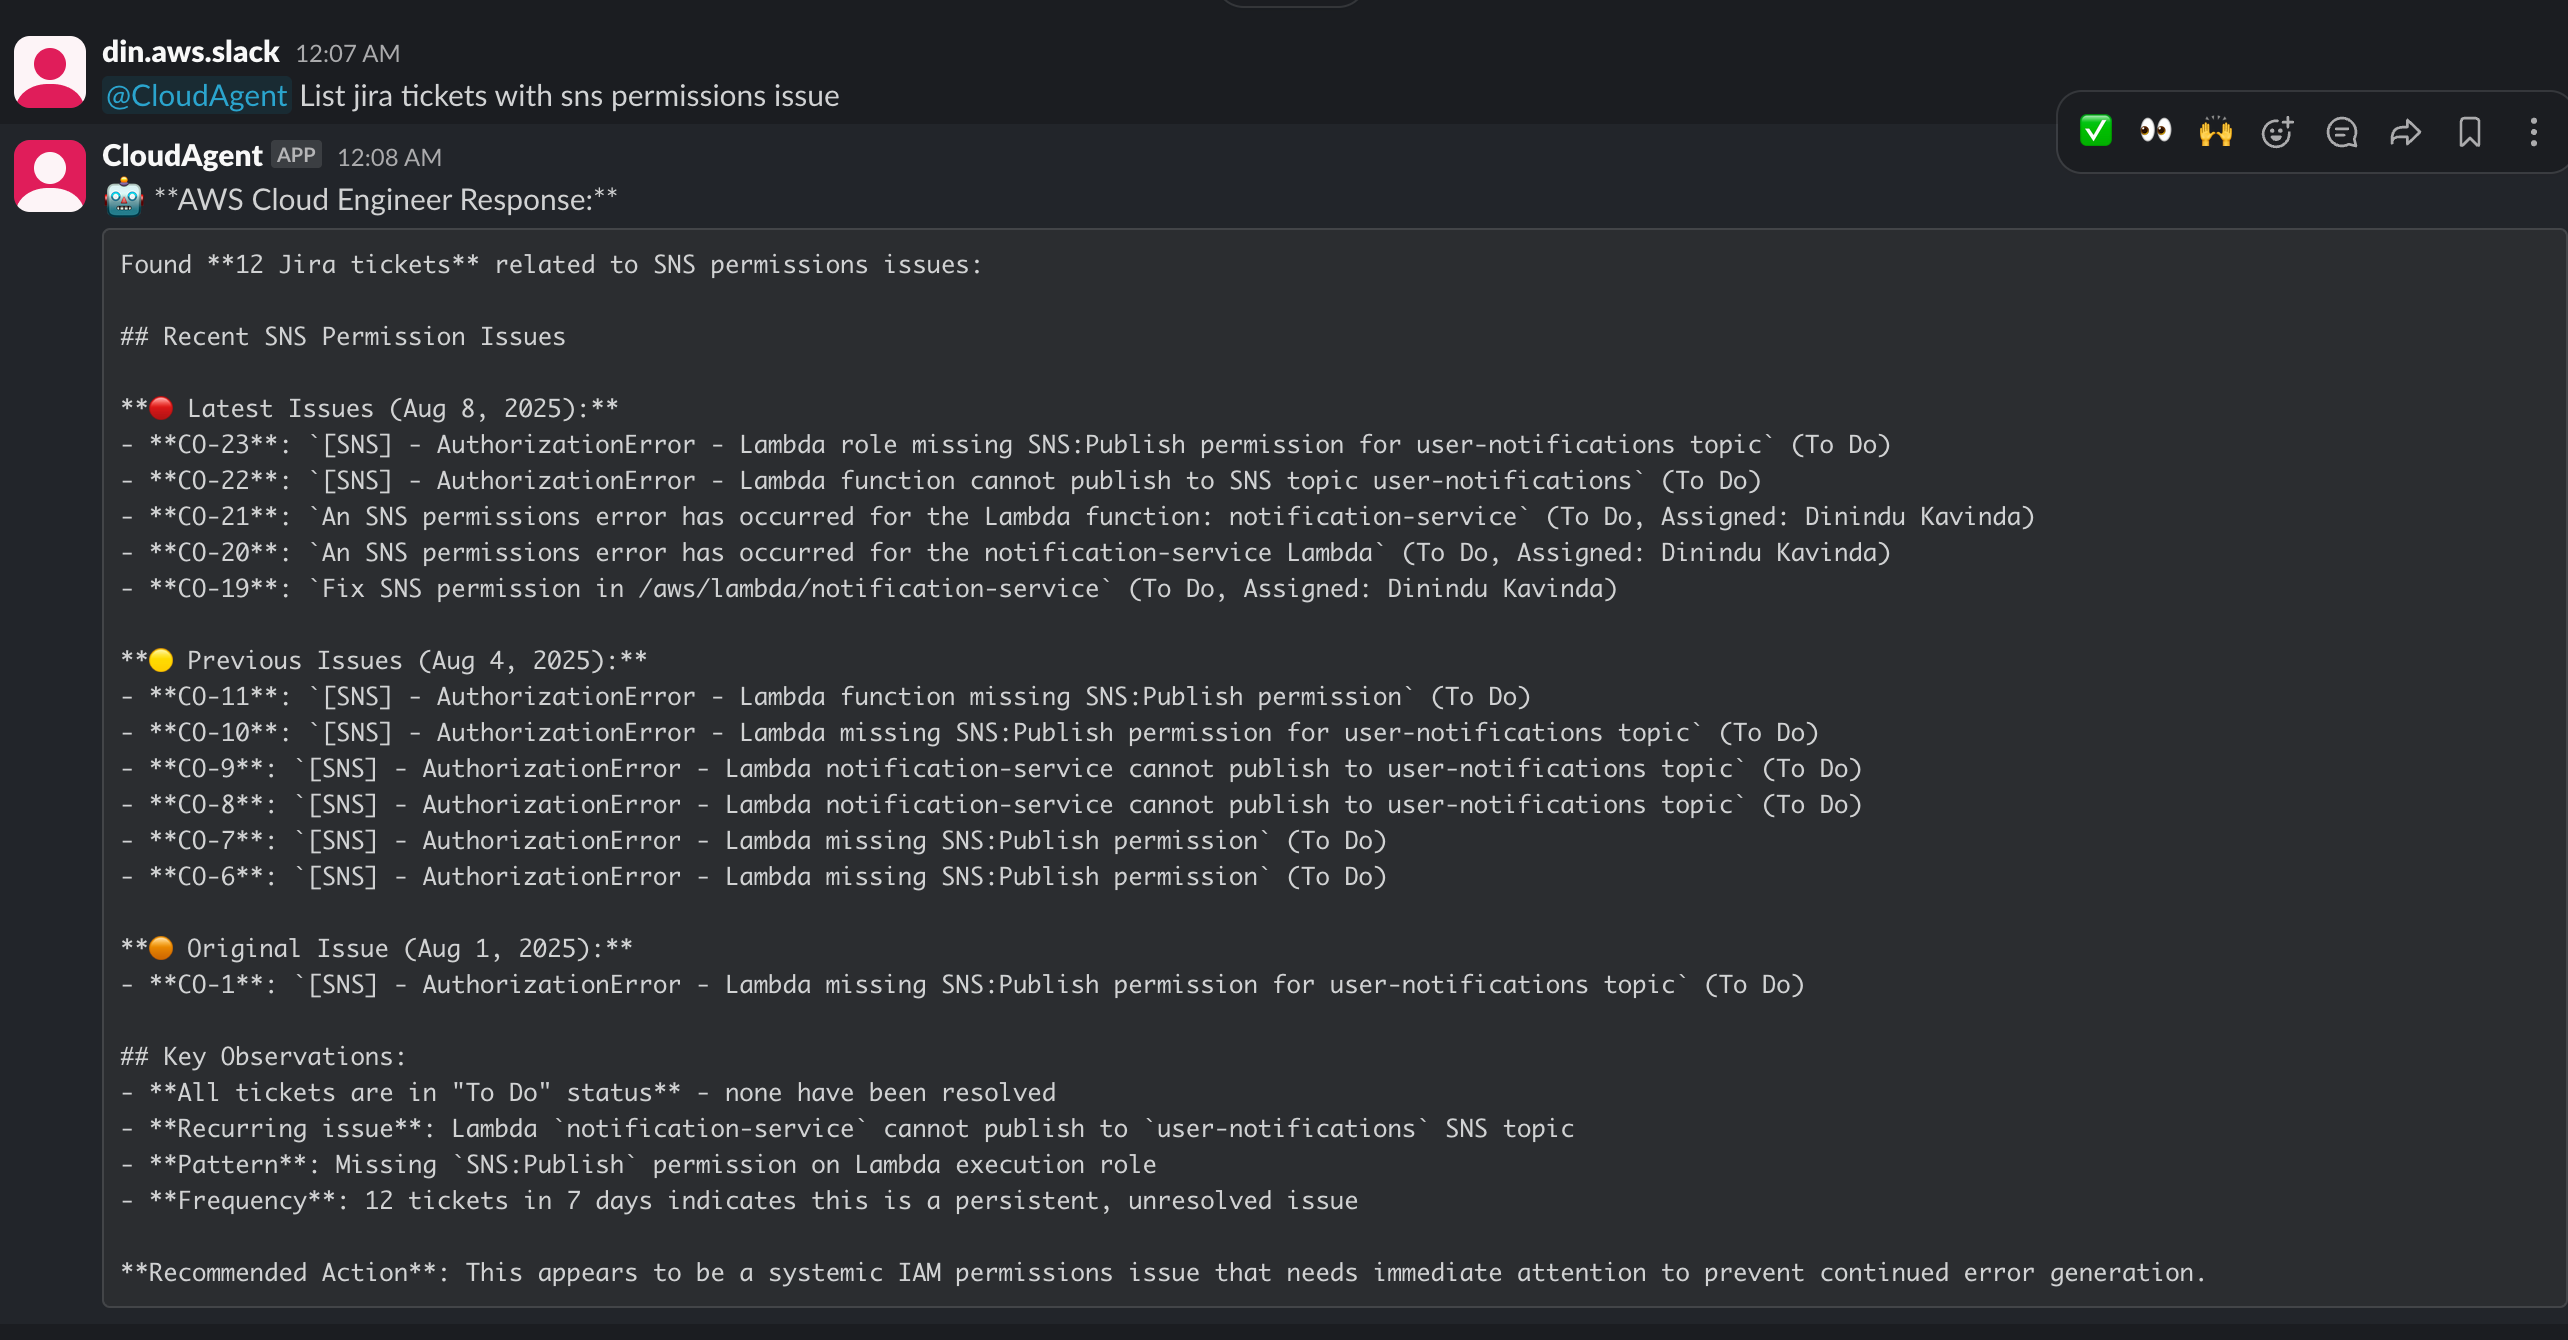 din.aws.slack 12:07 AM
@CloudAgent List jira tickets with sns permissions issue
CloudAgent APP 12:08 AM
**AWS Cloud Engineer Response:**
Found **12 Jira tickets** related to SNS permissions issues:
## Recent SNS Permission Issues
**🔴 Latest Issues (Aug 8, 2025):**
- **CO-23**: `[SNS] - AuthorizationError - Lambda role missing SNS:Publish permission for user-notifications topic` (To Do)
- **CO-22**: `[SNS] - AuthorizationError - Lambda function cannot publish to SNS topic user-notifications` (To Do)
- **CO-21**: `An SNS permissions error has occurred for the Lambda function: notification-service` (To Do, Assigned: Dinindu Kavinda)
- **CO-20**: `An SNS permissions error has occurred for the notification-service Lambda` (To Do, Assigned: Dinindu Kavinda)
- **CO-19**: `Fix SNS permission in /aws/lambda/notification-service` (To Do, Assigned: Dinindu Kavinda)
**🟡 Previous Issues (Aug 4, 2025):**
- **CO-11**: `[SNS] - AuthorizationError - Lambda function missing SNS:Publish permission` (To Do)
- **CO-10**: `[SNS] - AuthorizationError - Lambda missing SNS:Publish permission for user-notifications topic` (To Do)
- **CO-9**: `[SNS] - AuthorizationError - Lambda notification-service cannot publish to user-notifications topic` (To Do)
- **CO-8**: `[SNS] - AuthorizationError - Lambda notification-service cannot publish to user-notifications topic` (To Do)
- **CO-7**: `[SNS] - AuthorizationError - Lambda missing SNS:Publish permission` (To Do)
- **CO-6**: `[SNS] - AuthorizationError - Lambda missing SNS:Publish permission` (To Do)
**🟠 Original Issue (Aug 1, 2025):**
- **CO-1**: `[SNS] - AuthorizationError - Lambda missing SNS:Publish permission for user-notifications topic` (To Do)
## Key Observations:
- **All tickets are in "To Do" status** - none have been resolved
- **Recurring issue**: Lambda `notification-service` cannot publish to `user-notifications` SNS topic
- **Pattern**: Missing `SNS:Publish` permission on Lambda execution role
- **Frequency**: 12 tickets in 7 days indicates this is a persistent, unresolved issue
**Recommended Action**: This appears to be a systemic IAM permissions issue that needs immediate attention to prevent continued error generation.